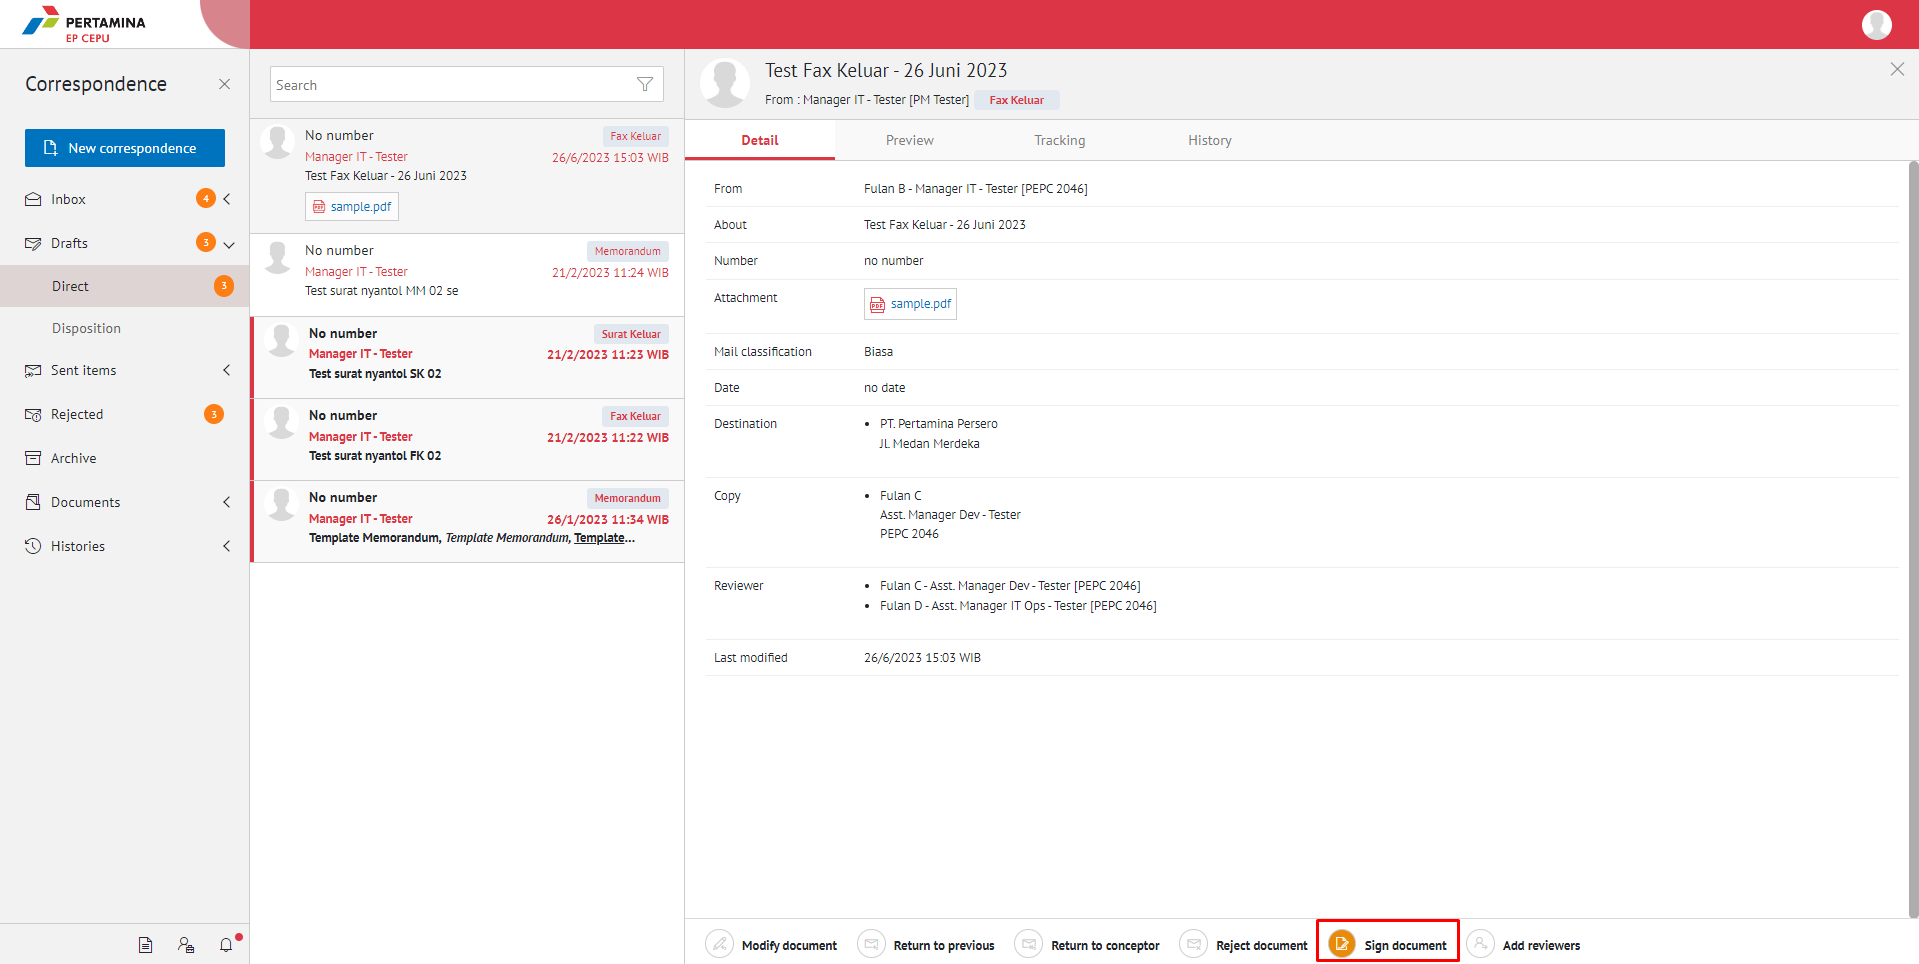 PERTAMINA
EP CEPU
Correspondence
New correspondence
Inbox 4
Drafts 3
Direct 3
Disposition
Sent items
Rejected 3
Archive
Documents
Histories
Search
No number Fax Keluar
Manager IT - Tester 26/6/2023 15:03 WIB
Test Fax Keluar - 26 Juni 2023
PDF sample.pdf
No number Memorandum
Manager IT - Tester 21/2/2023 11:24 WIB
Test surat nyantol MM 02 se
No number Surat Keluar
Manager IT - Tester 21/2/2023 11:23 WIB
Test surat nyantol SK 02
No number Fax Keluar
Manager IT - Tester 21/2/2023 11:22 WIB
Test surat nyantol FK 02
No number Memorandum
Manager IT - Tester 26/1/2023 11:34 WIB
Template Memorandum, Template Memorandum, Template...
Test Fax Keluar - 26 Juni 2023
From : Manager IT - Tester [PM Tester] Fax Keluar
Detail Preview Tracking History
From Fulan B - Manager IT - Tester [PEPC 2046]
About Test Fax Keluar - 26 Juni 2023
Number no number
Attachment PDF sample.pdf
Mail classification Biasa
Date no date
Destination • PT. Pertamina Persero
Jl. Medan Merdeka
Copy • Fulan C
Asst. Manager Dev - Tester
PEPC 2046
Reviewer • Fulan C - Asst. Manager Dev - Tester [PEPC 2046]
• Fulan D - Asst. Manager IT Ops - Tester [PEPC 2046]
Last modified 26/6/2023 15:03 WIB
Modify document Return to previous Return to conceptor Reject document Sign document Add reviewers